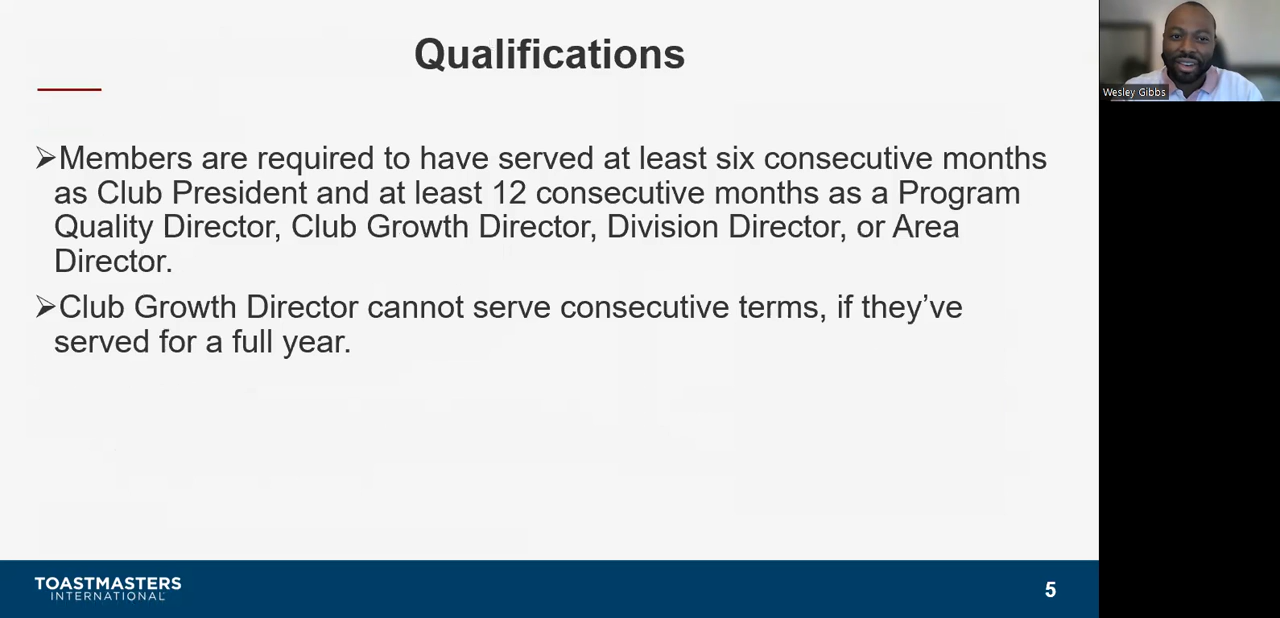 Qualifications
➢Members are required to have served at least six consecutive months
as Club President and at least 12 consecutive months as a Program
Quality Director, Club Growth Director, Division Director, or Area
Director.
➢Club Growth Director cannot serve consecutive terms, if they’ve
served for a full year.
TOASTMASTERS
INTERNATIONAL
5
Wesley Gibbs